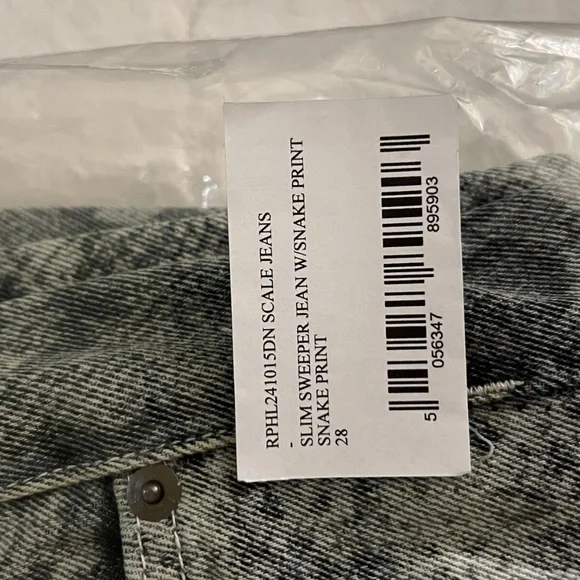 RPHL241015DN SCALE JEANS
-
SLIM SWEEPER JEAN W/SNAKE PRINT
SNAKE PRINT
28
5 056347 895903